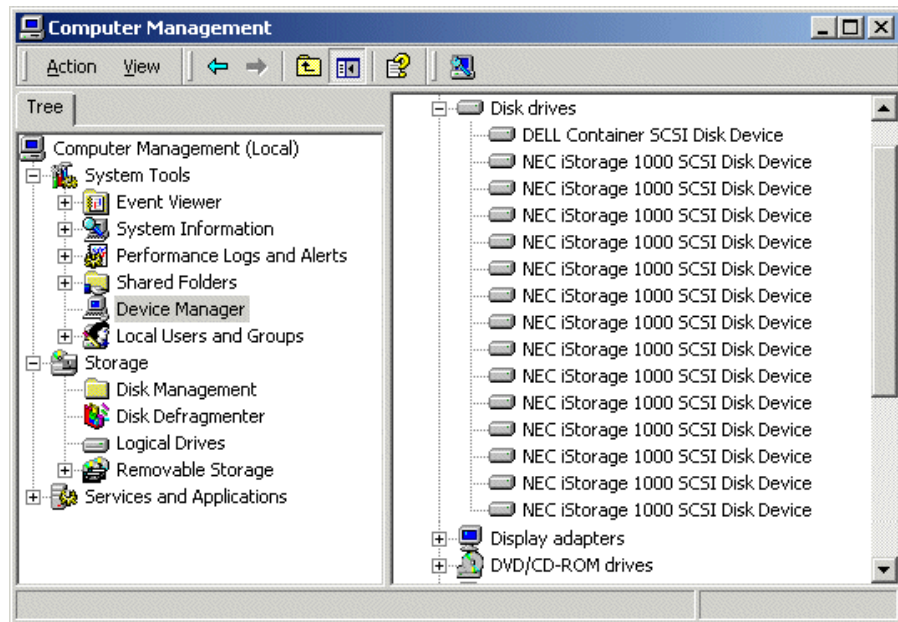 Computer Management
Action View
Tree
Computer Management (Local)
System Tools
Event Viewer
System Information
Performance Logs and Alerts
Shared Folders
Device Manager
Local Users and Groups
Storage
Disk Management
Disk Defragmenter
Logical Drives
Removable Storage
Services and Applications
Disk drives
DELL Container SCSI Disk Device
NEC iStorage 1000 SCSI Disk Device
NEC iStorage 1000 SCSI Disk Device
NEC iStorage 1000 SCSI Disk Device
NEC iStorage 1000 SCSI Disk Device
NEC iStorage 1000 SCSI Disk Device
NEC iStorage 1000 SCSI Disk Device
NEC iStorage 1000 SCSI Disk Device
NEC iStorage 1000 SCSI Disk Device
NEC iStorage 1000 SCSI Disk Device
NEC iStorage 1000 SCSI Disk Device
NEC iStorage 1000 SCSI Disk Device
NEC iStorage 1000 SCSI Disk Device
NEC iStorage 1000 SCSI Disk Device
NEC iStorage 1000 SCSI Disk Device
Display adapters
DVD/CD-ROM drives